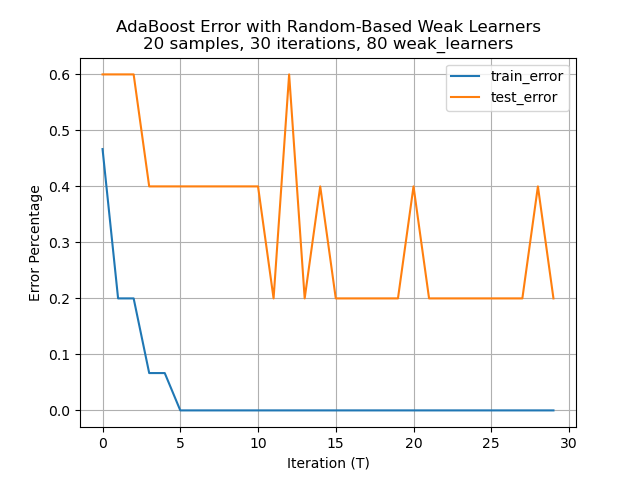 AdaBoost Error with Random-Based Weak Learners
20 samples, 30 iterations, 80 weak_learners
train_error
test_error
0.6
0.5
0.4
0.3
0.2
0.1
0.0
Error Percentage
0 5 10 15 20 25 30
Iteration (T)